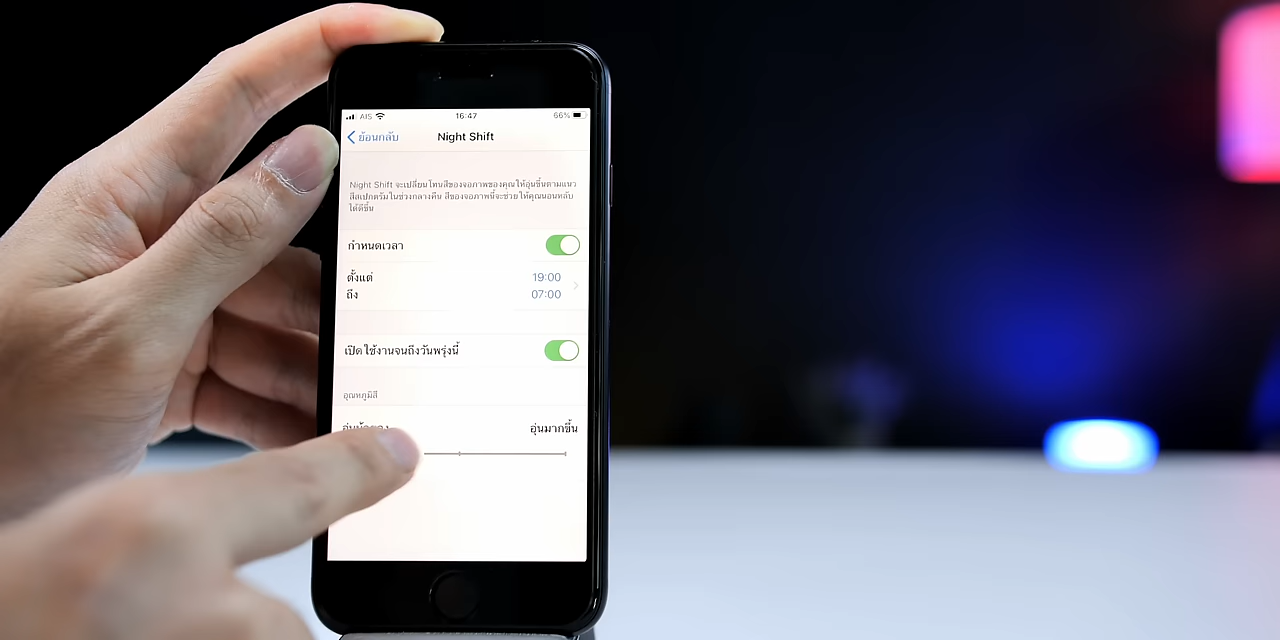 AIS 16:47 66%
ย้อนกลับ Night Shift
Night Shift จะเปลี่ยนโทนสีของจอภาพของคุณให้อุ่นขึ้นตามแนว
สีสเปกตรัมในช่วงกลางคืน สีของจอภาพนี้จะช่วยให้คุณนอนหลับ
ได้ดีขึ้น
กำหนดเวลา
ตั้งแต่ 19:00
ถึง 07:00
เปิดใช้งานจนถึงวันพรุ่งนี้
อุณหภูมิสี
อุ่นมากขึ้น